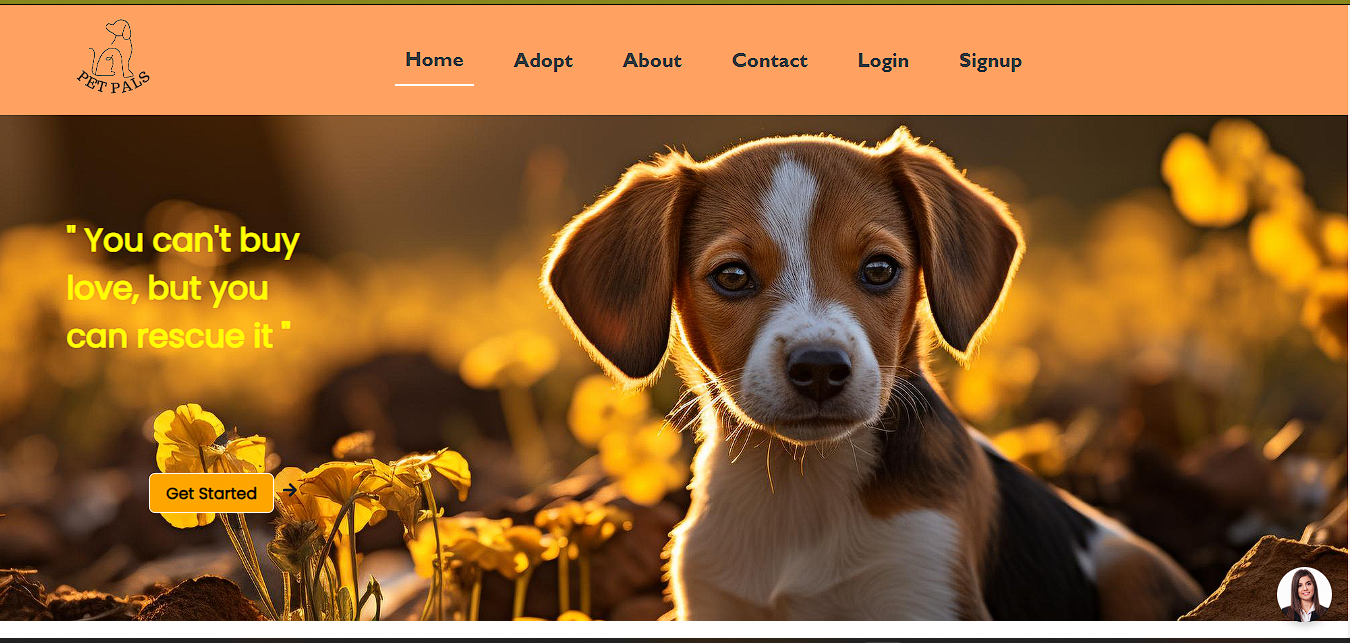 PET PALS
Home Adopt About Contact Login Signup
" You can't buy
love, but you
can rescue it "
Get Started →